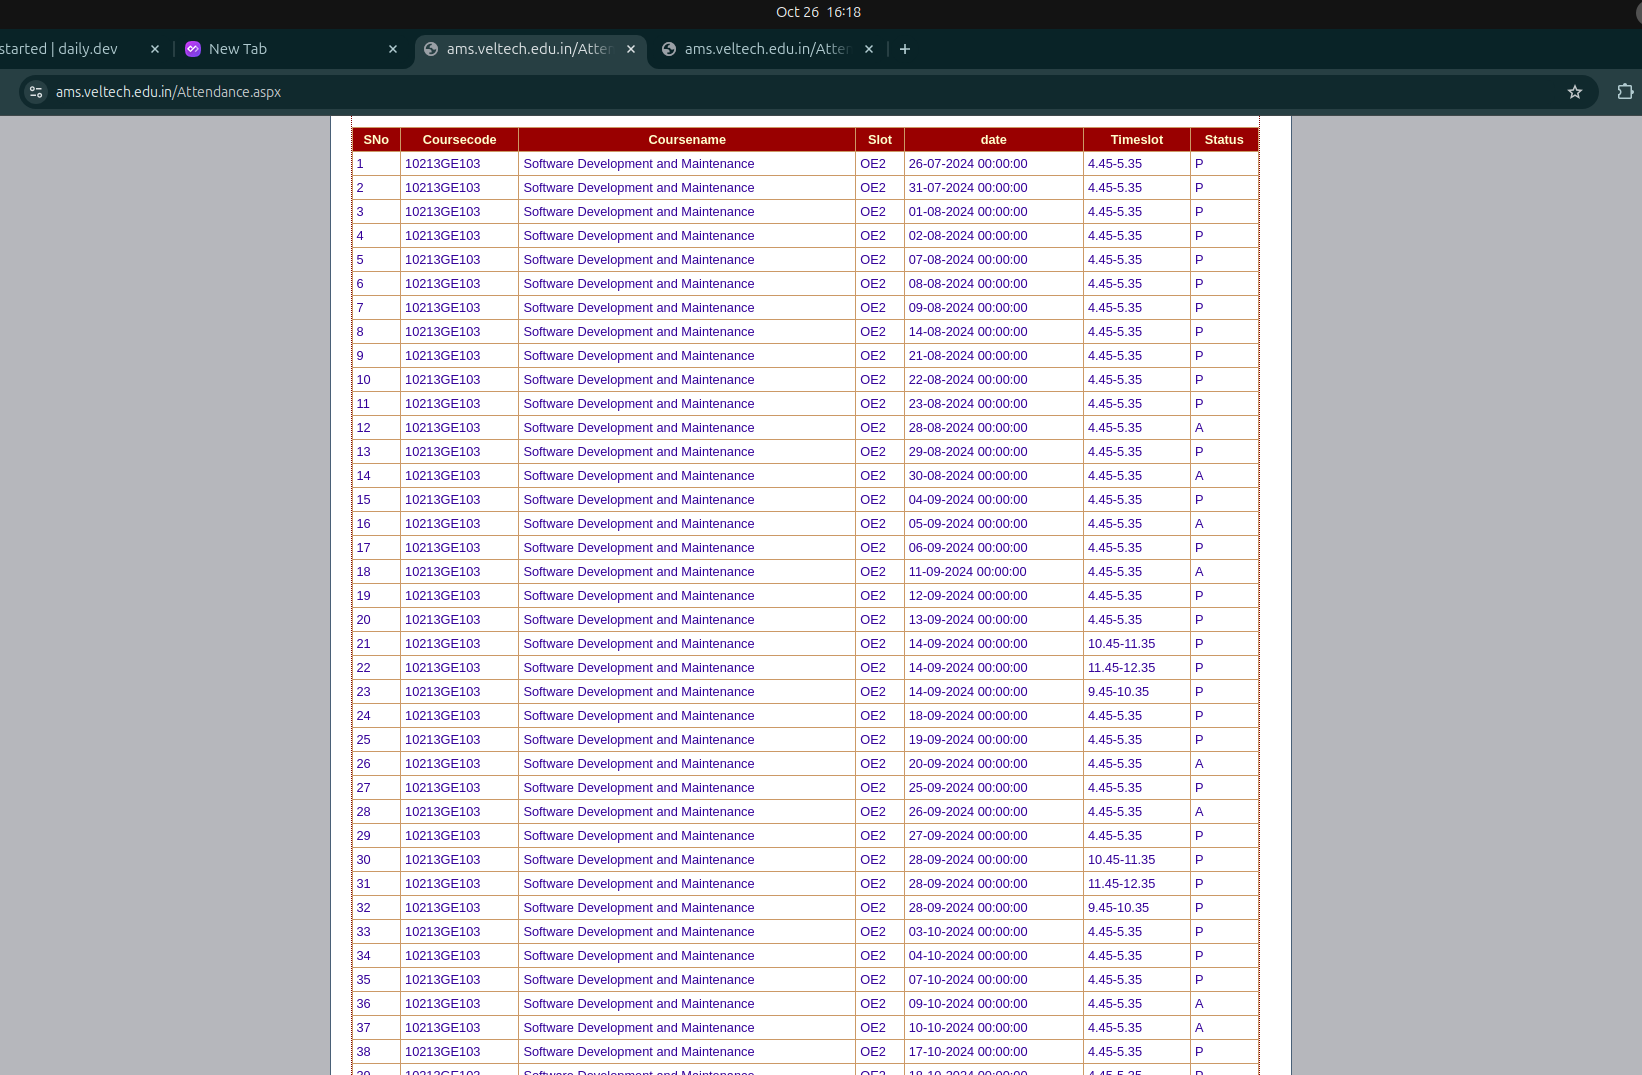 Oct 26 16:18
started | daily.dev New Tab ams.veltech.edu.in/Atter ams.veltech.edu.in/Atter
ams.veltech.edu.in/Attendance.aspx
SNo Coursecode Coursename Slot date Timeslot Status
1 10213GE103 Software Development and Maintenance OE2 26-07-2024 00:00:00 4.45-5.35 P
2 10213GE103 Software Development and Maintenance OE2 31-07-2024 00:00:00 4.45-5.35 P
3 10213GE103 Software Development and Maintenance OE2 01-08-2024 00:00:00 4.45-5.35 P
4 10213GE103 Software Development and Maintenance OE2 02-08-2024 00:00:00 4.45-5.35 P
5 10213GE103 Software Development and Maintenance OE2 07-08-2024 00:00:00 4.45-5.35 P
6 10213GE103 Software Development and Maintenance OE2 08-08-2024 00:00:00 4.45-5.35 P
7 10213GE103 Software Development and Maintenance OE2 09-08-2024 00:00:00 4.45-5.35 P
8 10213GE103 Software Development and Maintenance OE2 14-08-2024 00:00:00 4.45-5.35 P
9 10213GE103 Software Development and Maintenance OE2 21-08-2024 00:00:00 4.45-5.35 P
10 10213GE103 Software Development and Maintenance OE2 22-08-2024 00:00:00 4.45-5.35 P
11 10213GE103 Software Development and Maintenance OE2 23-08-2024 00:00:00 4.45-5.35 P
12 10213GE103 Software Development and Maintenance OE2 28-08-2024 00:00:00 4.45-5.35 A
13 10213GE103 Software Development and Maintenance OE2 29-08-2024 00:00:00 4.45-5.35 P
14 10213GE103 Software Development and Maintenance OE2 30-08-2024 00:00:00 4.45-5.35 A
15 10213GE103 Software Development and Maintenance OE2 04-09-2024 00:00:00 4.45-5.35 P
16 10213GE103 Software Development and Maintenance OE2 05-09-2024 00:00:00 4.45-5.35 A
17 10213GE103 Software Development and Maintenance OE2 06-09-2024 00:00:00 4.45-5.35 P
18 10213GE103 Software Development and Maintenance OE2 11-09-2024 00:00:00 4.45-5.35 A
19 10213GE103 Software Development and Maintenance OE2 12-09-2024 00:00:00 4.45-5.35 P
20 10213GE103 Software Development and Maintenance OE2 13-09-2024 00:00:00 4.45-5.35 P
21 10213GE103 Software Development and Maintenance OE2 14-09-2024 00:00:00 10.45-11.35 P
22 10213GE103 Software Development and Maintenance OE2 14-09-2024 00:00:00 11.45-12.35 P
23 10213GE103 Software Development and Maintenance OE2 14-09-2024 00:00:00 9.45-10.35 P
24 10213GE103 Software Development and Maintenance OE2 18-09-2024 00:00:00 4.45-5.35 P
25 10213GE103 Software Development and Maintenance OE2 19-09-2024 00:00:00 4.45-5.35 P
26 10213GE103 Software Development and Maintenance OE2 20-09-2024 00:00:00 4.45-5.35 A
27 10213GE103 Software Development and Maintenance OE2 25-09-2024 00:00:00 4.45-5.35 P
28 10213GE103 Software Development and Maintenance OE2 26-09-2024 00:00:00 4.45-5.35 A
29 10213GE103 Software Development and Maintenance OE2 27-09-2024 00:00:00 4.45-5.35 P
30 10213GE103 Software Development and Maintenance OE2 28-09-2024 00:00:00 10.45-11.35 P
31 10213GE103 Software Development and Maintenance OE2 28-09-2024 00:00:00 11.45-12.35 P
32 10213GE103 Software Development and Maintenance OE2 28-09-2024 00:00:00 9.45-10.35 P
33 10213GE103 Software Development and Maintenance OE2 03-10-2024 00:00:00 4.45-5.35 P
34 10213GE103 Software Development and Maintenance OE2 04-10-2024 00:00:00 4.45-5.35 P
35 10213GE103 Software Development and Maintenance OE2 07-10-2024 00:00:00 4.45-5.35 P
36 10213GE103 Software Development and Maintenance OE2 09-10-2024 00:00:00 4.45-5.35 A
37 10213GE103 Software Development and Maintenance OE2 10-10-2024 00:00:00 4.45-5.35 A
38 10213GE103 Software Development and Maintenance OE2 17-10-2024 00:00:00 4.45-5.35 P
39 10213GE103 Software Development and Maintenance OE2 18-10-2024 00:00:00 4.45-5.35